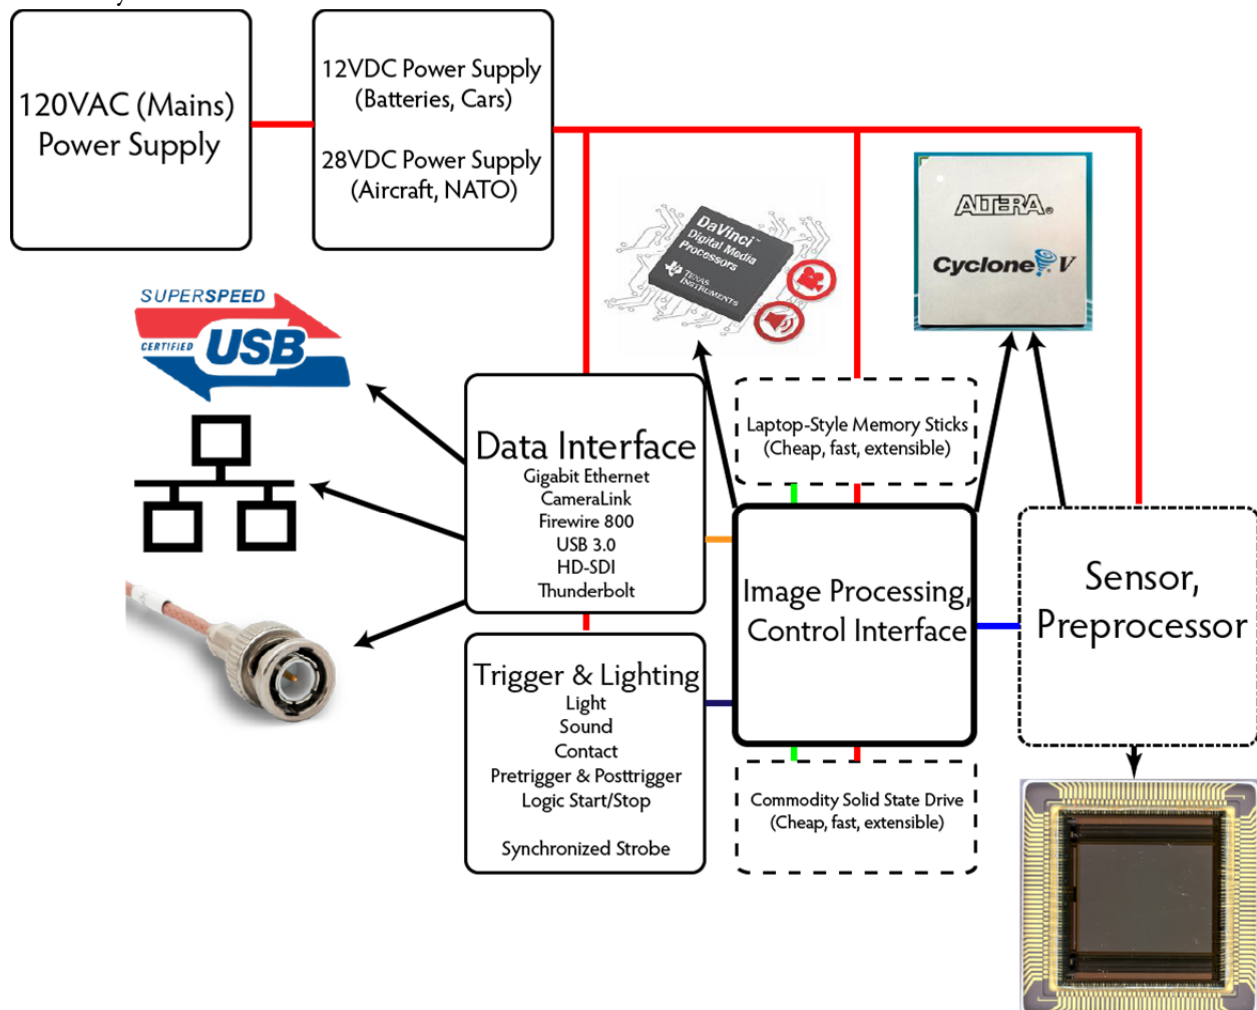 120VAC (Mains)
Power Supply
12VDC Power Supply
(Batteries, Cars)
28VDC Power Supply
(Aircraft, NATO)
DaVinci™
Digital Media
Processors
TEXAS
INSTRUMENTS
ALTERA®
Cyclone® V
SUPERSPEED
CERTIFIED USB
Data Interface
Gigabit Ethernet
CameraLink
Firewire 800
USB 3.0
HD-SDI
Thunderbolt
Laptop-Style Memory Sticks
(Cheap, fast, extensible)
Image Processing,
Control Interface
Sensor,
Preprocessor
Trigger & Lighting
Light
Sound
Contact
Pretrigger & Posttrigger
Logic Start/Stop
Synchronized Strobe
Commodity Solid State Drive
(Cheap, fast, extensible)